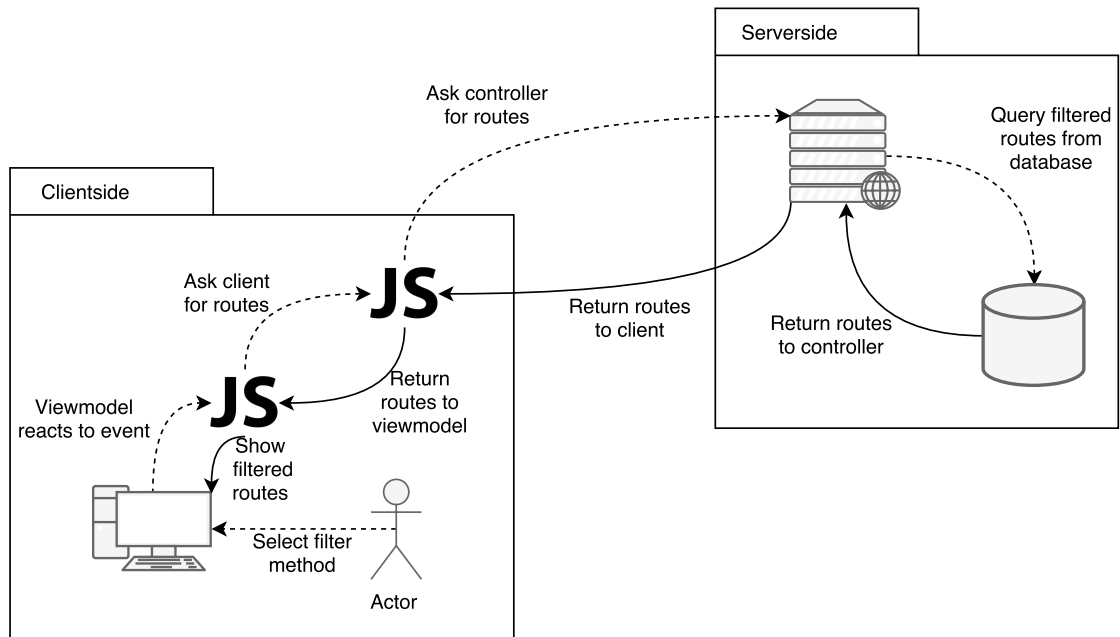 Serverside
Ask controller
for routes
Query filtered
routes from
database
Clientside
Ask client
for routes
JS
Return routes
to client
Return routes
to controller
Return
routes to
viewmodel
JS
Viewmodel
reacts to event
Show
filtered
routes
Select filter
method
Actor